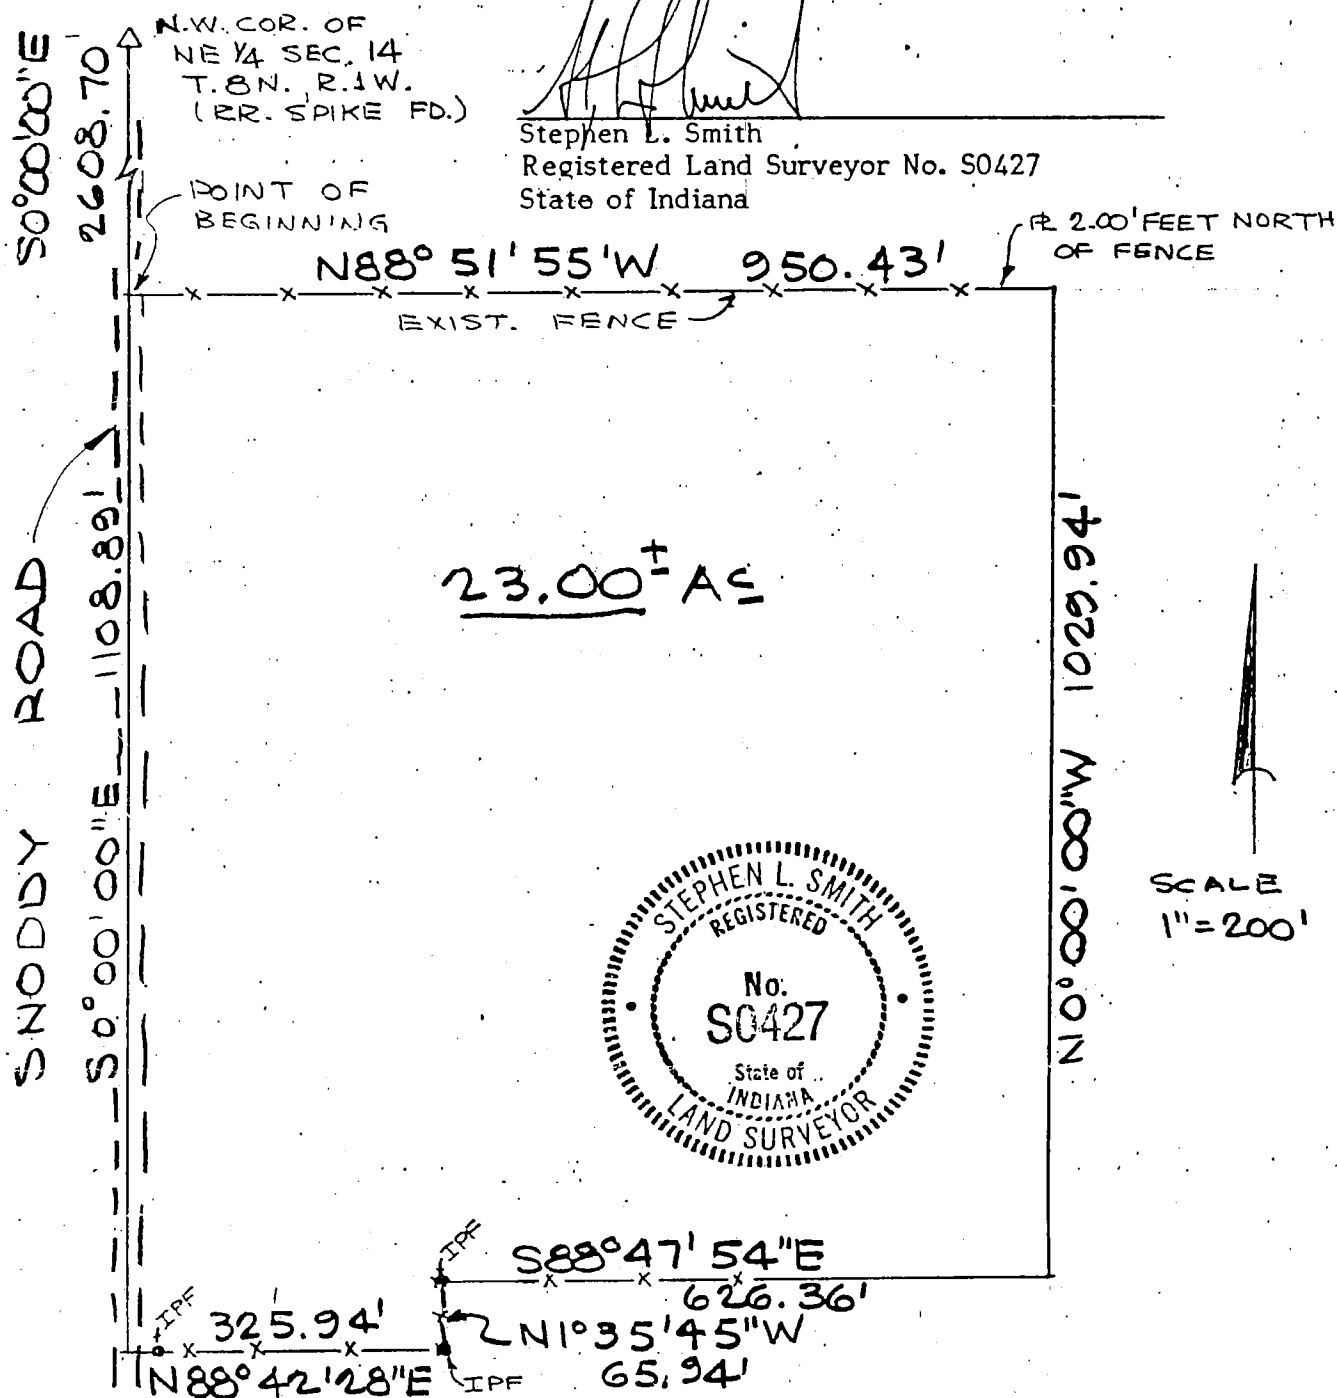 N.W. COR. OF
NE ¼ SEC. 14
T. 8N., R.1W.
(RR. SPIKE FD.)
S0°00'00"E
2608.70
Stephen L. Smith
Registered Land Surveyor No. S0427
State of Indiana
POINT OF
BEGINNING
N88° 51' 55'W 950.43'
EXIST. FENCE
2.00' FEET NORTH
OF FENCE
SNODDY ROAD
S0°00'00"E 1108.89'
23.00± AC
N0°00'00"W 1029.94'
SCALE
1"=200'
STEPHEN L. SMITH
REGISTERED
No.
S0427
State of
INDIANA
LAND SURVEYOR
IPF
S88°47'54"E
626.36'
IPF
325.94'
N88°42'28"E
N1°35'45"W
65.94'
IPF